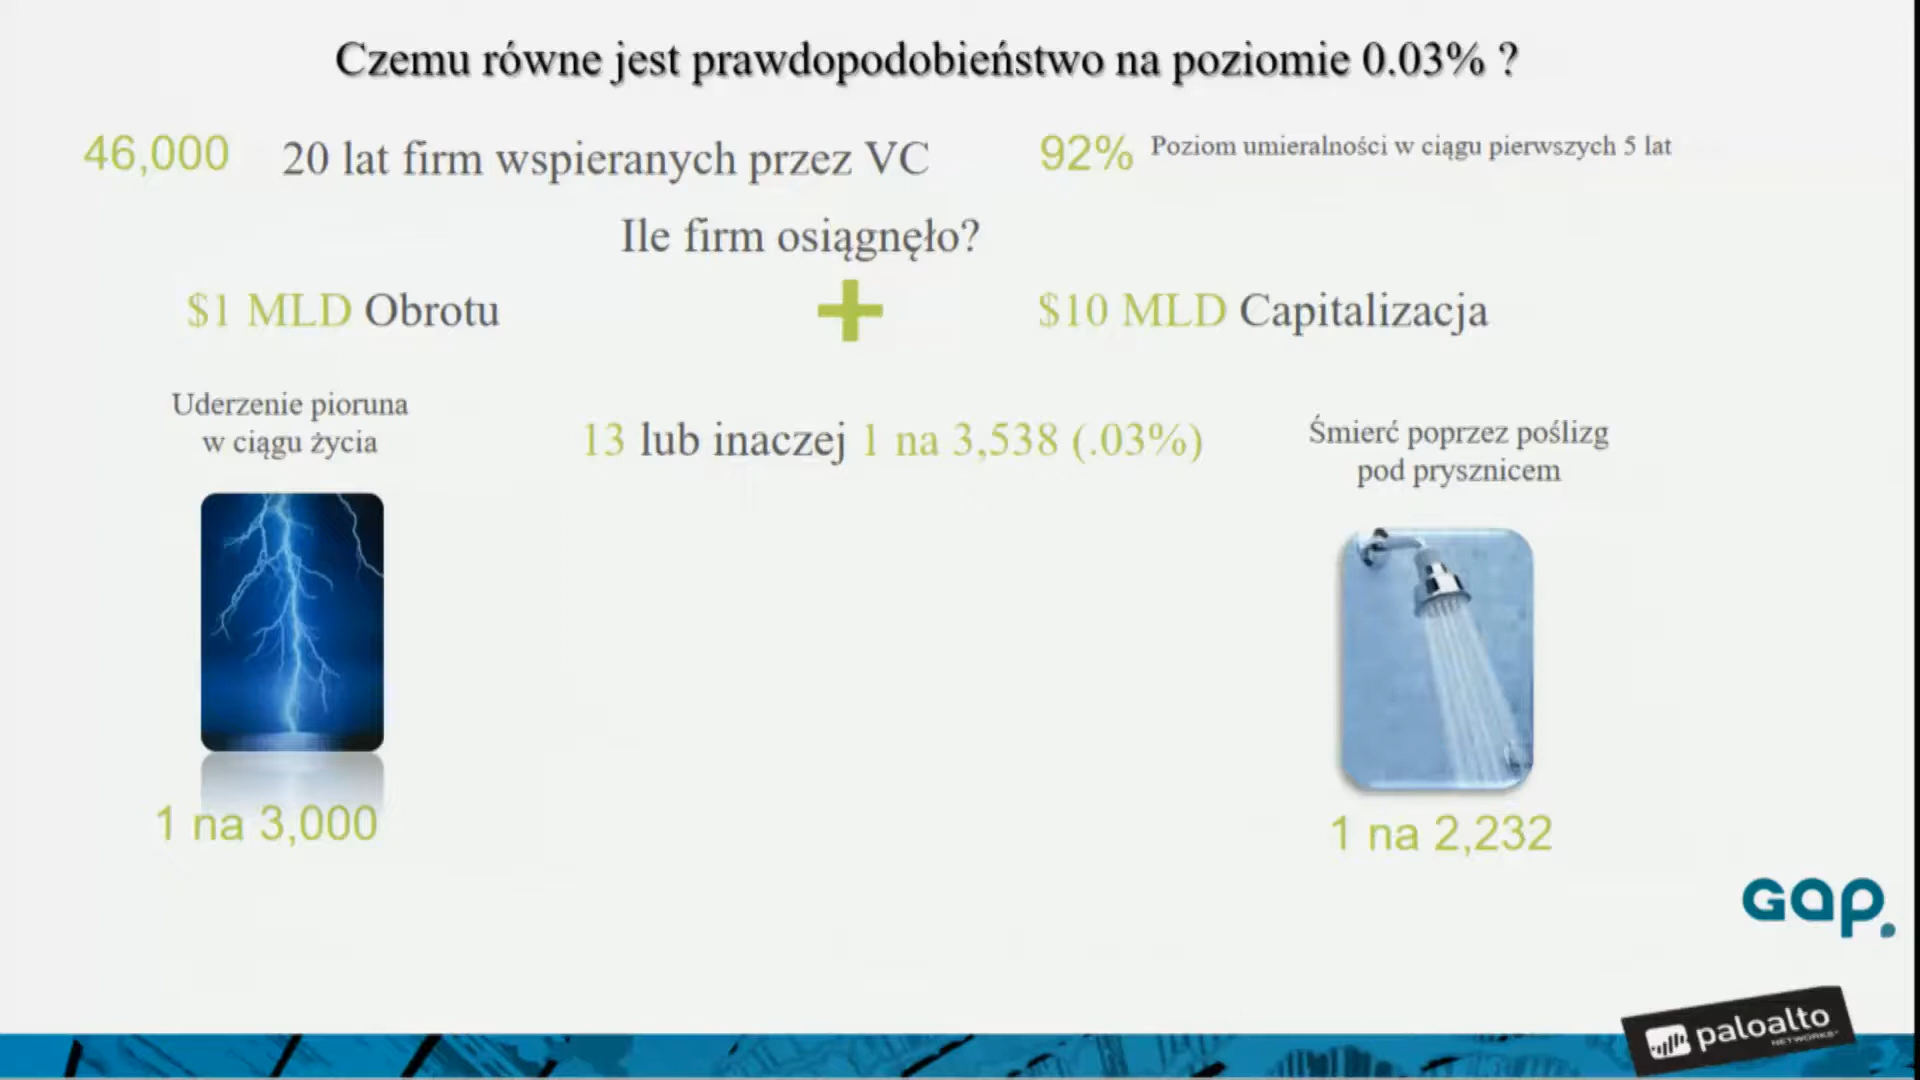 Czemu równe jest prawdopodobieństwo na poziomie 0.03% ?
46,000 20 lat firm wspieranych przez VC
92% Poziom umieralności w ciągu pierwszych 5 lat
Ile firm osiągnęło?
$1 MLD Obrotu + $10 MLD Capitalizacja
Uderzenie pioruna
w ciągu życia
13 lub inaczej 1 na 3,538 (.03%)
Śmierć poprzez poślizg
pod prysznicem
1 na 3,000
1 na 2,232
Gap.
paloalto
NETWORKS